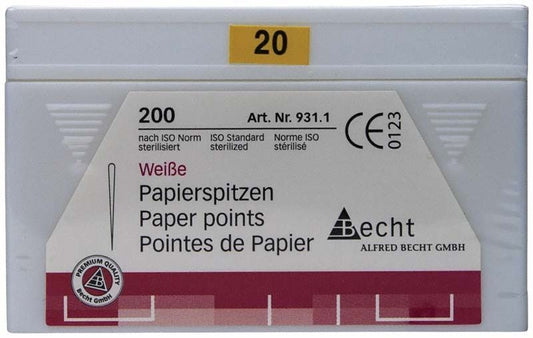 20
200 Art. Nr. 931.1
nach ISO Norm ISO Standard Norme ISO
sterilisiert sterilized stérilisé
CE 0123
Weiße
Papierspitzen
Paper points
Pointes de Papier
Becht
ALFRED BECHT GMBH
PREMIUM QUALITY
Becht GmbH